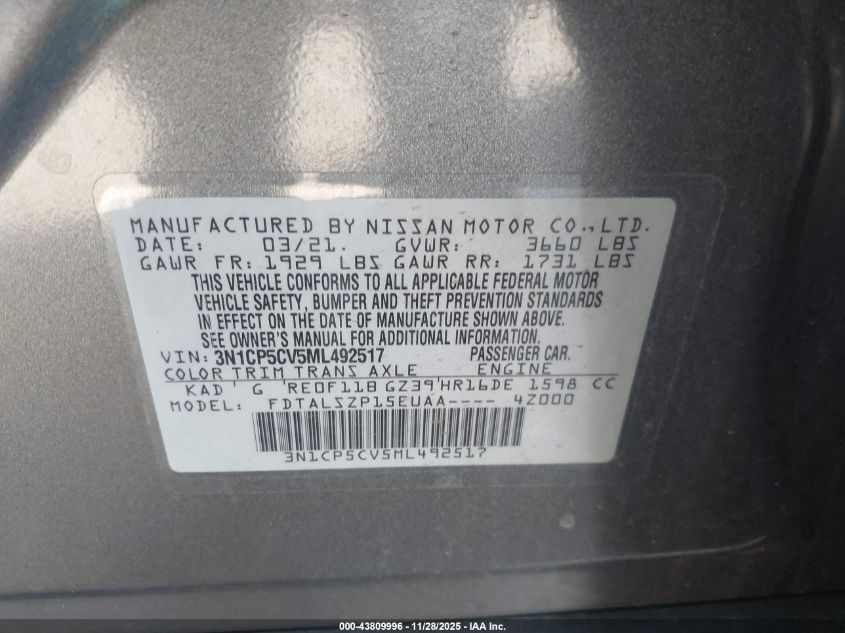 MANUFACTURED BY NISSAN MOTOR CO., LTD.
DATE: 03/21. GVWR: 3660 LBS
GAWR FR: 1929 LBS GAWR RR: 1731 LBS
THIS VEHICLE CONFORMS TO ALL APPLICABLE FEDERAL MOTOR
VEHICLE SAFETY, BUMPER AND THEFT PREVENTION STANDARDS
IN EFFECT ON THE DATE OF MANUFACTURE SHOWN ABOVE.
SEE OWNER'S MANUAL FOR ADDITIONAL INFORMATION.
VIN: 3N1CP5CV5ML492517 PASSENGER CAR.
COLOR TRIM TRANS AXLE ENGINE
KAD ' G 'RE0F11B GZ39'HR16DE 1598 CC
MODEL: FDTALSZP15EUAA---- 4Z000
3N1CP5CV5ML492517
000-43809996 - 11/28/2025 - IAA Inc.